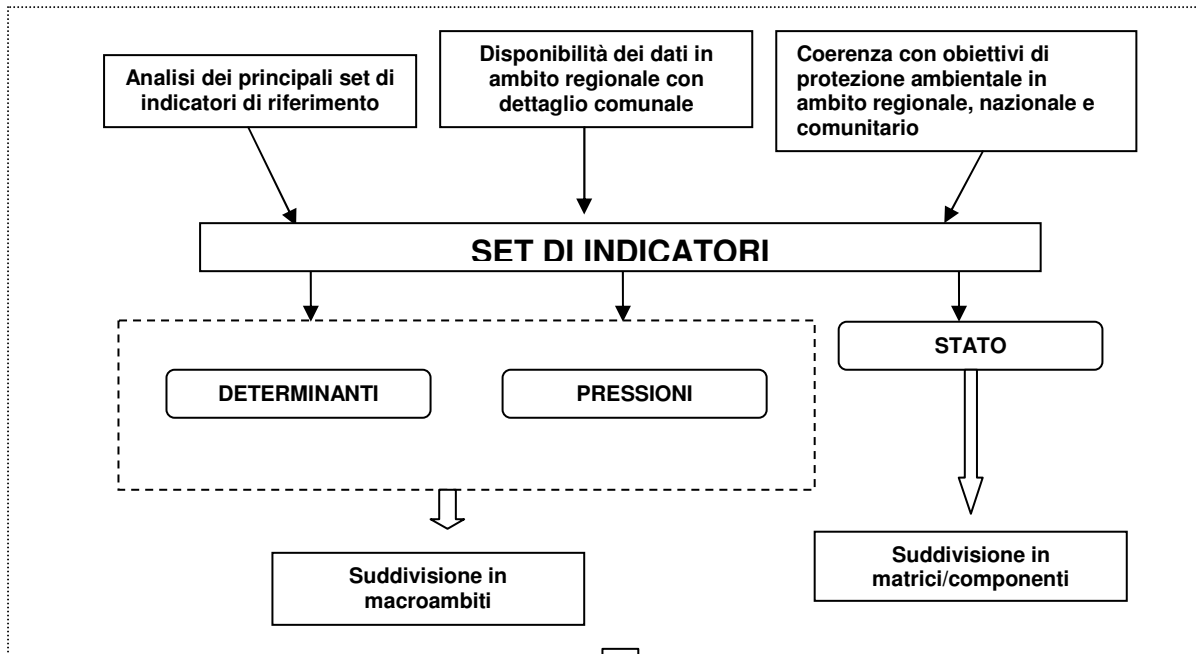 Analisi dei principali set di
indicatori di riferimento
Disponibilità dei dati in
ambito regionale con
dettaglio comunale
Coerenza con obiettivi di
protezione ambientale in
ambito regionale, nazionale e
comunitario
SET DI INDICATORI
DETERMINANTI
PRESSIONI
STATO
Suddivisione in
macroambiti
Suddivisione in
matrici/componenti